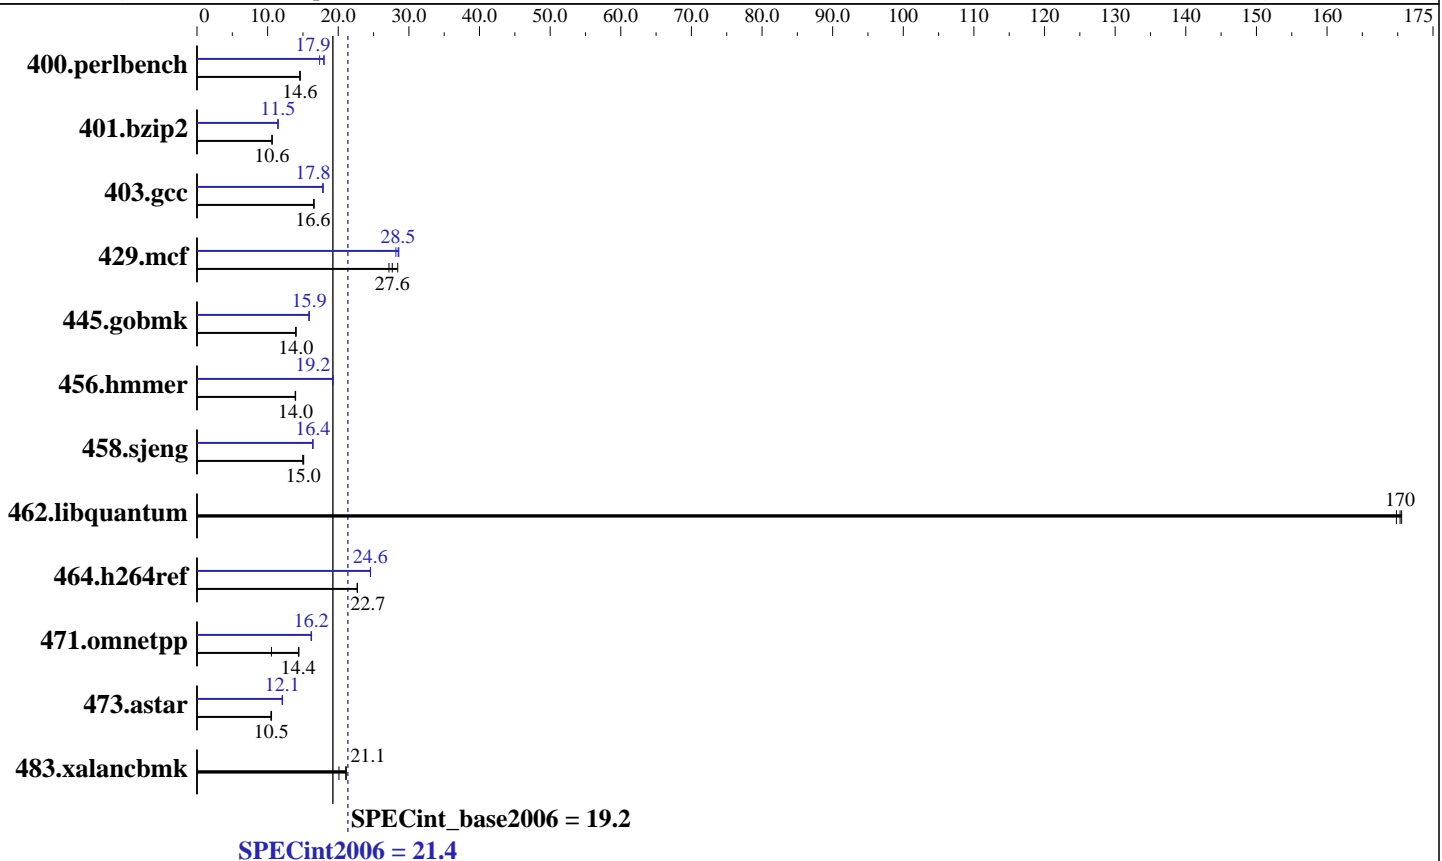 0 10.0 20.0 30.0 40.0 50.0 60.0 70.0 80.0 90.0 100 110 120 130 140 150 160 175
17.9
400.perlbench
14.6
11.5
401.bzip2
10.6
17.8
403.gcc
16.6
28.5
429.mcf
27.6
15.9
445.gobmk
14.0
19.2
456.hmmer
14.0
16.4
458.sjeng
15.0
170
462.libquantum
24.6
464.h264ref
22.7
16.2
471.omnetpp
14.4
12.1
473.astar
10.5
21.1
483.xalancbmk
SPECint_base2006 = 19.2
SPECint2006 = 21.4